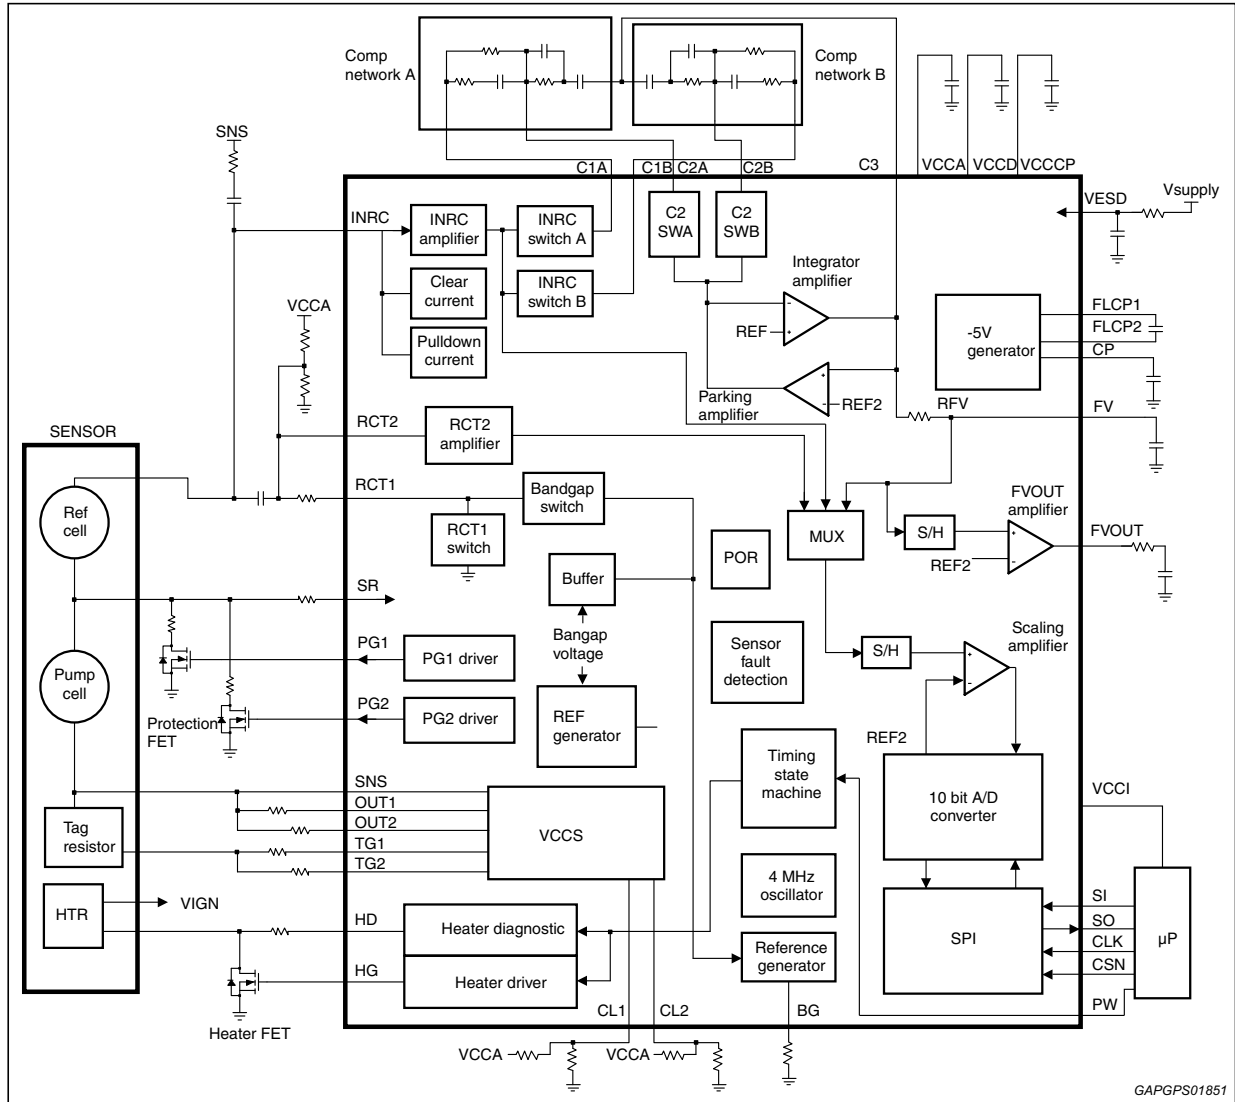 Comp
network A
Comp
network B
SNS
C1A
C1B
C2A
C2B
C3
VCCA
VCCD
VCCCP
VESD
Vsupply
INRC
INRC
amplifier
INRC
switch A
C2
SWA
C2
SWB
Integrator
amplifier
Clear
current
INRC
switch B
VCCA
REF
-5V
generator
FLCP1
FLCP2
CP
Pulldown
current
Parking
amplifier
REF2
RFV
FV
RCT2
RCT2
amplifier
SENSOR
RCT1
Bandgap
switch
FVOUT
amplifier
Ref
cell
RCT1
switch
MUX
S/H
FVOUT
POR
REF2
Buffer
SR
Bangap
voltage
Sensor
fault
detection
Scaling
amplifier
PG1
PG1 driver
S/H
Pump
cell
PG2
PG2 driver
Protection
FET
REF
generator
REF2
Timing
state
machine
SNS
OUT1
OUT2
TG1
TG2
VCCS
10 bit A/D
converter
VCCI
Tag
resistor
4 MHz
oscillator
HTR
VIGN
HD
Heater diagnostic
SPI
SI
SO
CLK
CSN
µP
Reference
generator
HG
Heater driver
PW
Heater FET
CL1
CL2
BG
VCCA
VCCA
GAPGPS01851